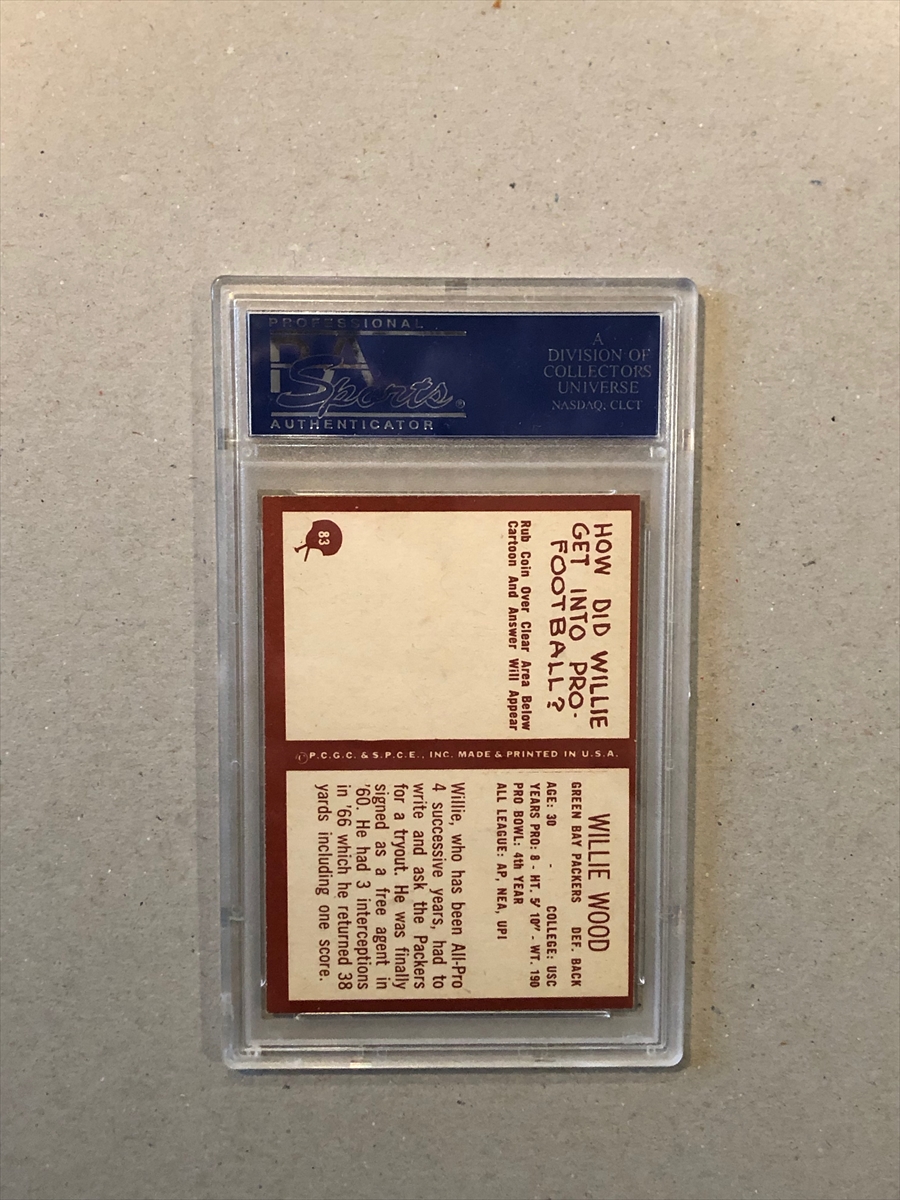 PROFESSIONAL
PSA
Sports®
AUTHENTICATOR
A
DIVISION OF
COLLECTORS
UNIVERSE
NASDAQ: CLCT
HOW DID WILLIE
GET INTO PRO-
FOOTBALL?
Rub Coin Over Clear Area Below
Cartoon And Answer Will Appear
83
©P.C.G.C. & S.P.C.E., INC. MADE & PRINTED IN U.S.A.
WILLIE WOOD
GREEN BAY PACKERS DEF. BACK
AGE: 30 - COLLEGE: USC
YEARS PRO: 8 - HT. 5' 10" - WT. 190
PRO BOWL: 4th YEAR
ALL LEAGUE: AP, NEA, UPI
Willie, who has been All-Pro
4 successive years, had to
write and ask the Packers
for a tryout. He was finally
signed as a free agent in
'60. He had 3 interceptions
in '66 which he returned 38
yards including one score.